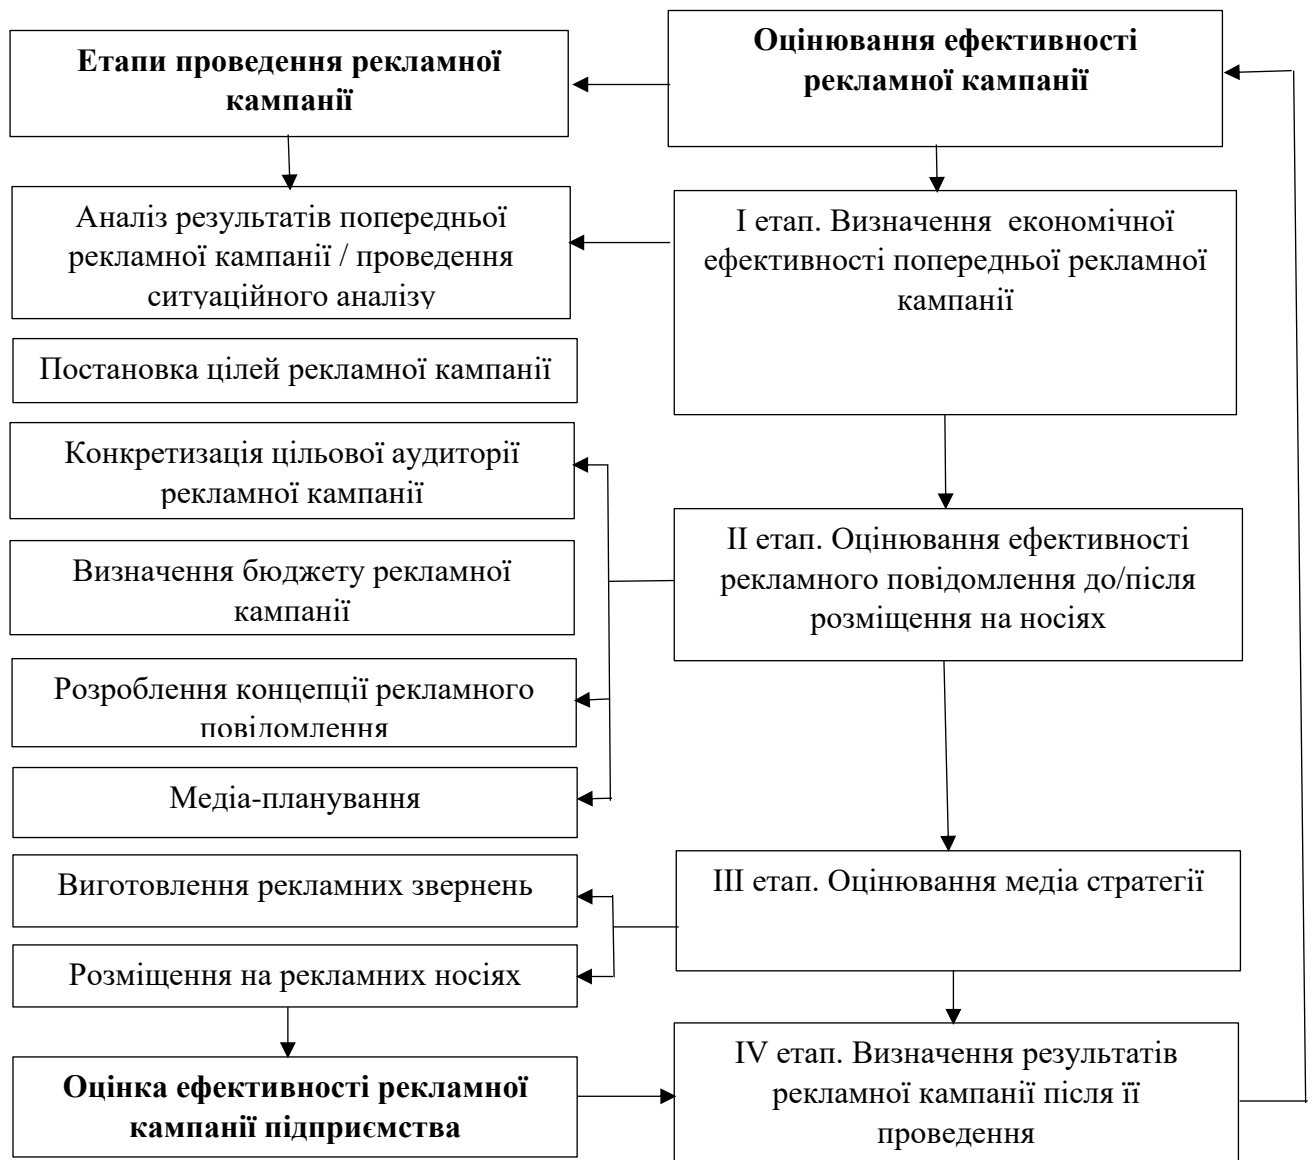 Етапи проведення рекламної
кампанії
Оцінювання ефективності
рекламної кампанії
Аналіз результатів попередньої
рекламної кампанії / проведення
ситуаційного аналізу
І етап. Визначення економічної
ефективності попередньої рекламної
кампанії
Постановка цілей рекламної кампанії
Конкретизація цільової аудиторії
рекламної кампанії
Визначення бюджету рекламної
кампанії
ІІ етап. Оцінювання ефективності
рекламного повідомлення до/після
розміщення на носіях
Розроблення концепції рекламного
повідомлення
Медіа-планування
Виготовлення рекламних звернень
ІІІ етап. Оцінювання медіа стратегії
Розміщення на рекламних носіях
Оцінка ефективності рекламної
кампанії підприємства
IV етап. Визначення результатів
рекламної кампанії після її
проведення